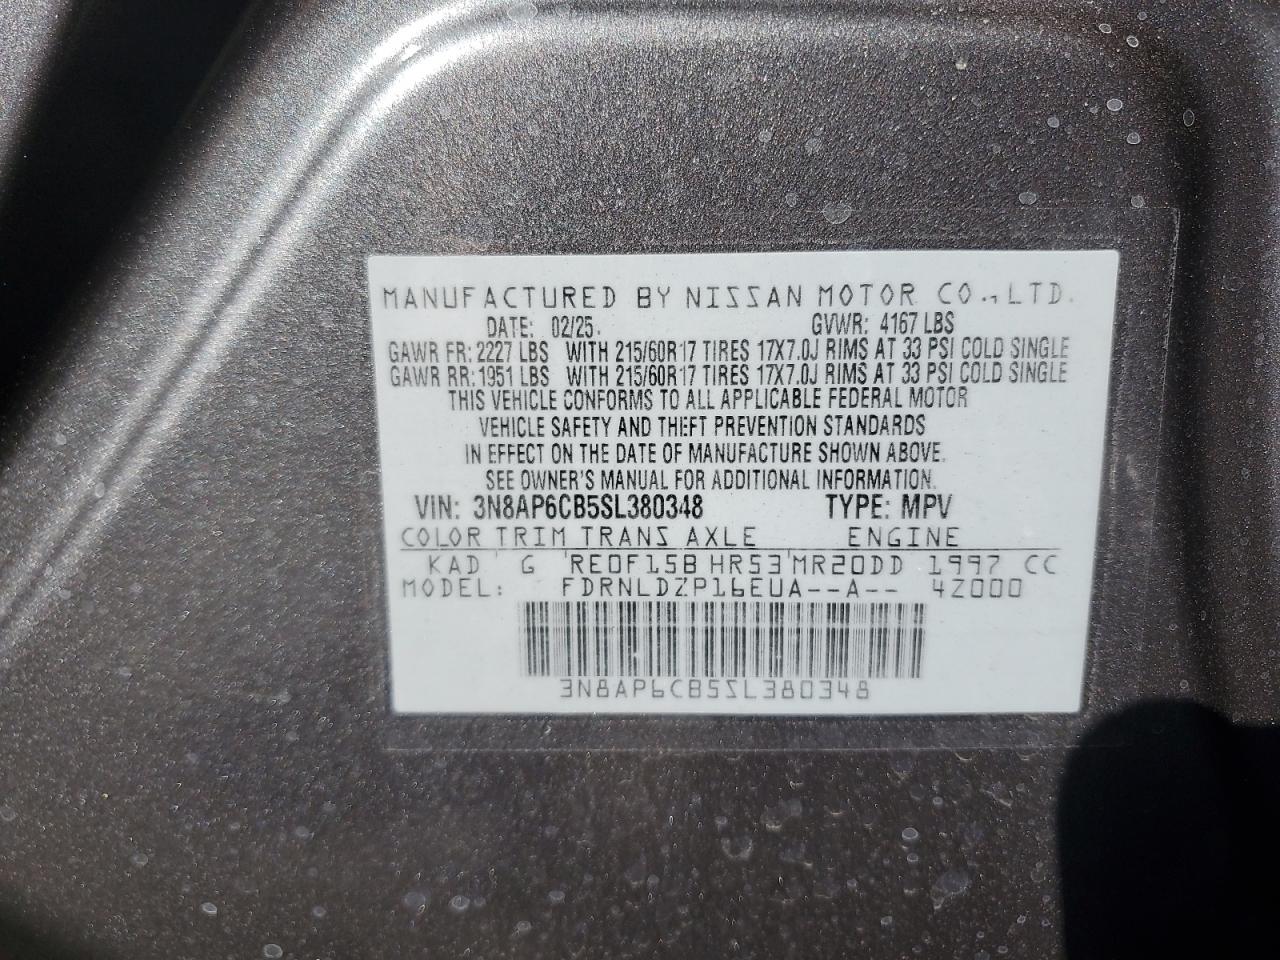 MANUFACTURED BY NISSAN MOTOR CO., LTD.
DATE: 02/25. GVWR: 4167 LBS
GAWR FR: 2227 LBS WITH 215/60R17 TIRES 17X7.0J RIMS AT 33 PSI COLD SINGLE
GAWR RR: 1951 LBS WITH 215/60R17 TIRES 17X7.0J RIMS AT 33 PSI COLD SINGLE
THIS VEHICLE CONFORMS TO ALL APPLICABLE FEDERAL MOTOR
VEHICLE SAFETY AND THEFT PREVENTION STANDARDS
IN EFFECT ON THE DATE OF MANUFACTURE SHOWN ABOVE.
SEE OWNER'S MANUAL FOR ADDITIONAL INFORMATION.
VIN: 3N8AP6CB5SL380348 TYPE: MPV
COLOR TRIM TRANS AXLE ENGINE
KAD G RE0F15B HR53 MR20DD 1997 CC
MODEL: FDRNLDZP16EUA--A-- 4Z000
3N8AP6CB5SL380348